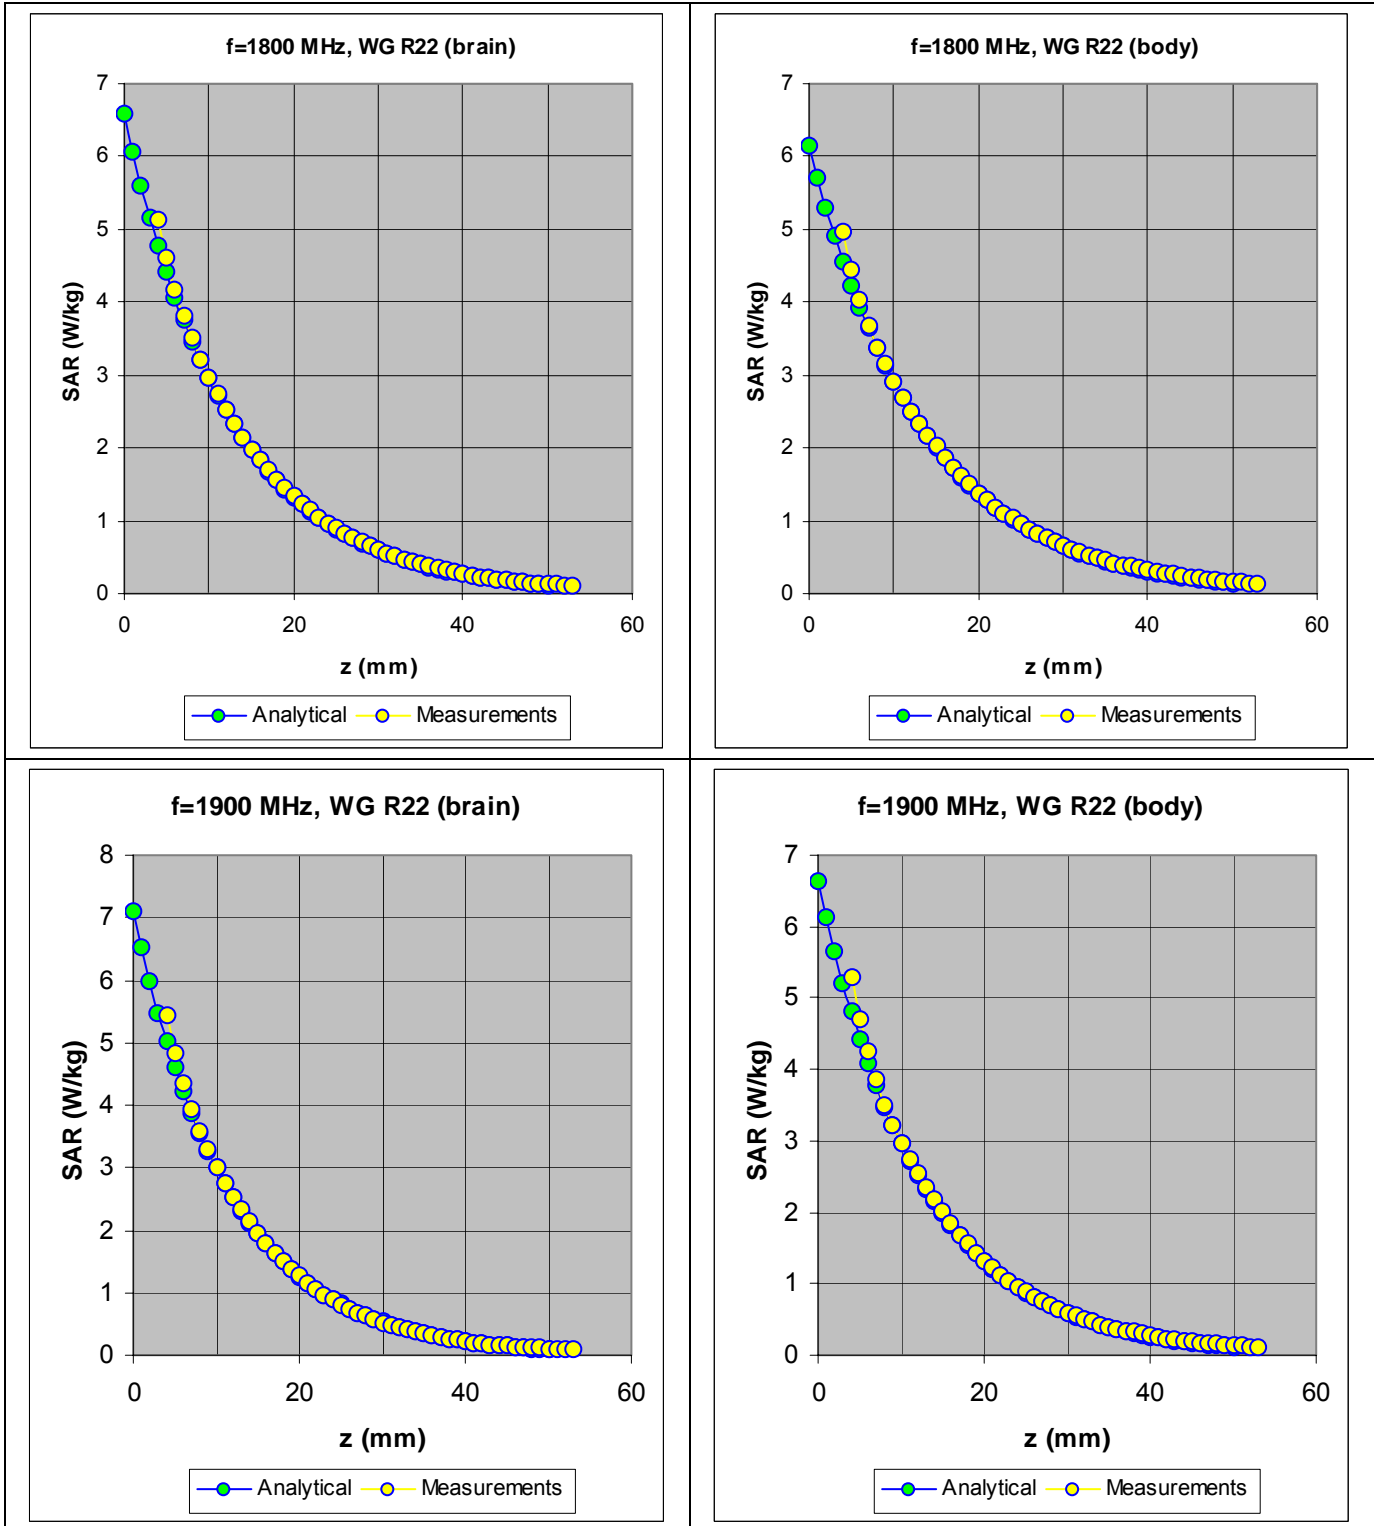 f=1800 MHz, WG R22 (brain)
7
6
5
4
3
2
1
0
SAR (W/kg)
0 20 40 60
z (mm)
Analytical Measurements
f=1800 MHz, WG R22 (body)
7
6
5
4
3
2
1
0
SAR (W/kg)
0 20 40 60
z (mm)
Analytical Measurements
f=1900 MHz, WG R22 (brain)
8
7
6
5
4
3
2
1
0
SAR (W/kg)
0 20 40 60
z (mm)
Analytical Measurements
f=1900 MHz, WG R22 (body)
7
6
5
4
3
2
1
0
SAR (W/kg)
0 20 40 60
z (mm)
Analytical Measurements